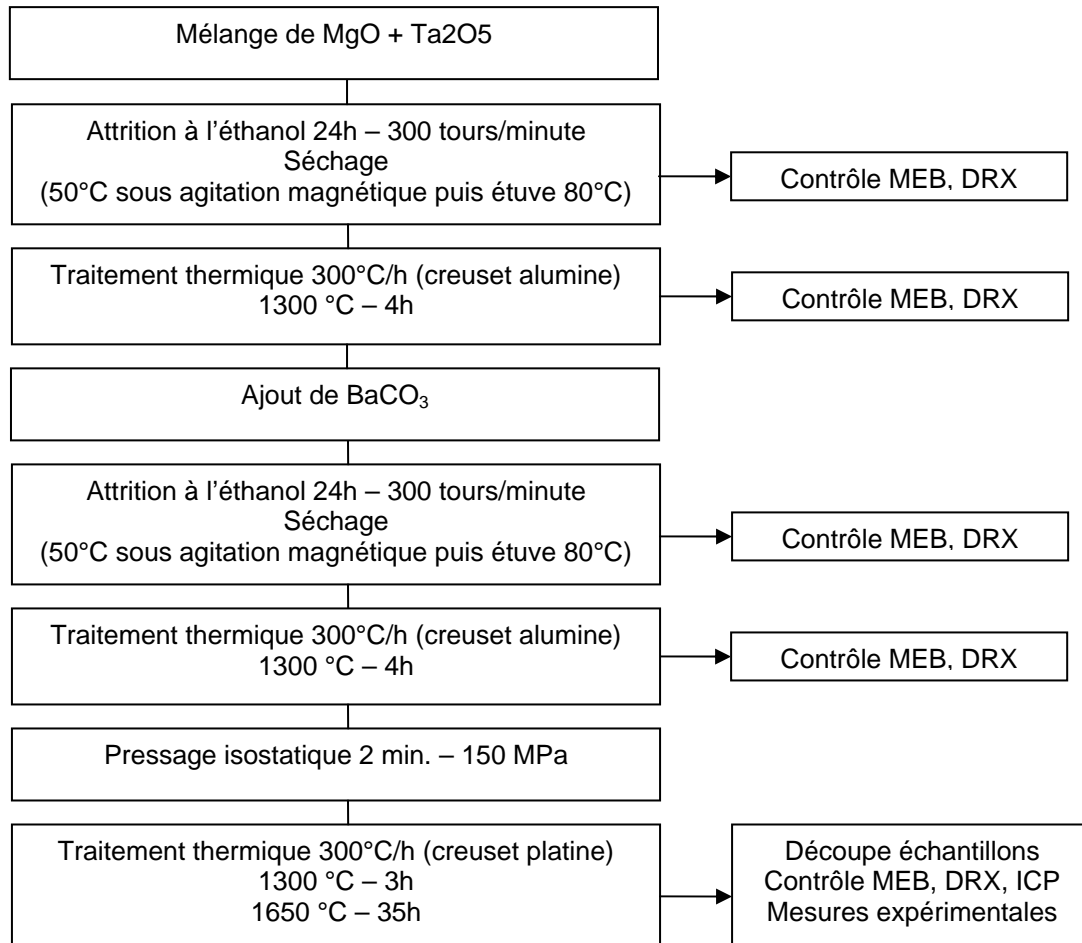 Mélange de MgO + Ta2O5
Attrition à l'éthanol 24h – 300 tours/minute
Séchage
(50°C sous agitation magnétique puis étuve 80°C)
Contrôle MEB, DRX
Traitement thermique 300°C/h (creuset alumine)
1300 °C – 4h
Contrôle MEB, DRX
Ajout de BaCO₃
Attrition à l'éthanol 24h – 300 tours/minute
Séchage
(50°C sous agitation magnétique puis étuve 80°C)
Contrôle MEB, DRX
Traitement thermique 300°C/h (creuset alumine)
1300 °C – 4h
Contrôle MEB, DRX
Pressage isostatique 2 min. – 150 MPa
Traitement thermique 300°C/h (creuset platine)
1300 °C – 3h
1650 °C – 35h
Découpe échantillons
Contrôle MEB, DRX, ICP
Mesures expérimentales